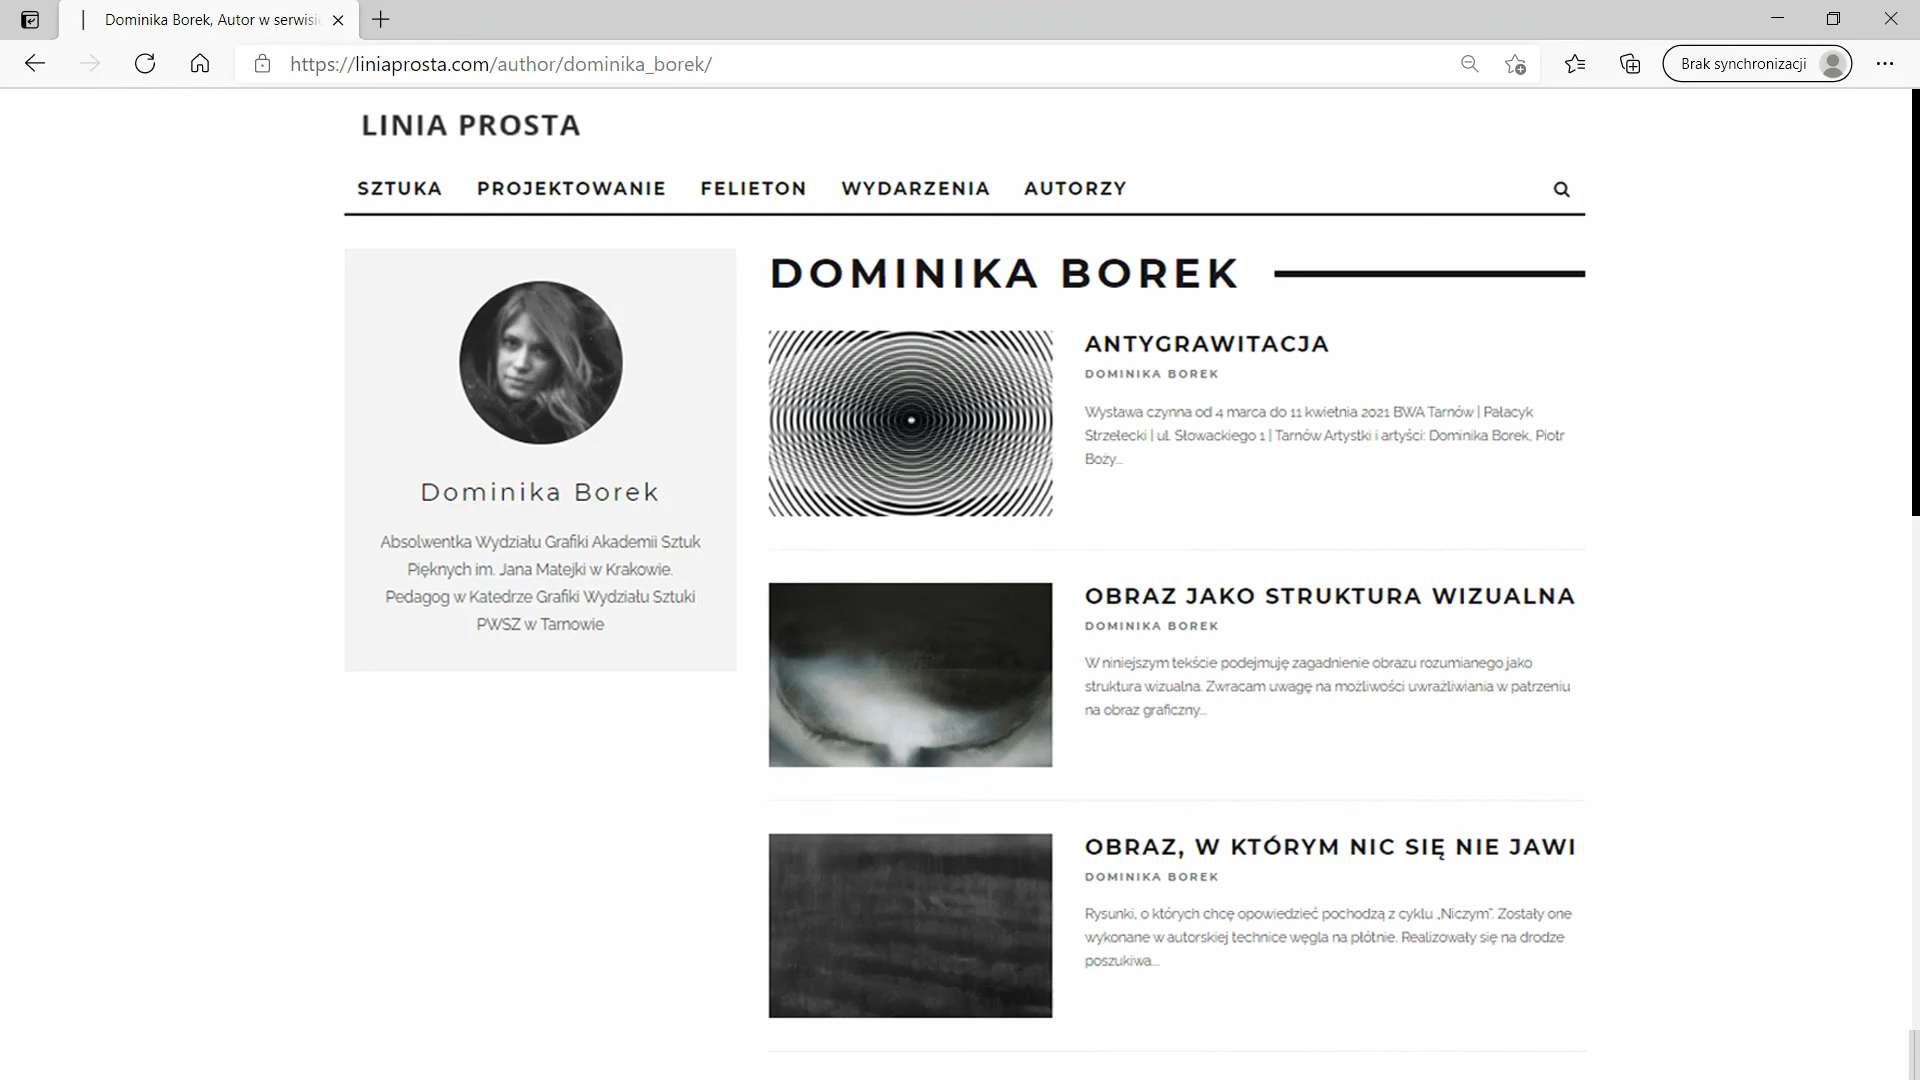 Dominika Borek, Autor w serwisi
https://liniaprosta.com/author/dominika_borek/
Brak synchronizacji
LINIA PROSTA
SZTUKA PROJEKTOWANIE FELIETON WYDARZENIA AUTORZY
Dominika Borek
Absolwentka Wydziału Grafiki Akademii Sztuk
Pięknych im. Jana Matejki w Krakowie.
Pedagog w Katedrze Grafiki Wydziału Sztuki
PWSZ w Tarnowie
DOMINIKA BOREK
ANTYGRAWITACJA
DOMINIKA BOREK
Wystawa czynna od 4 marca do 11 kwietnia 2021 BWA Tarnów | Pałacyk
Strzelecki | ul. Słowackiego 1 | Tarnów Artystki i artyści: Dominika Borek, Piotr
Boży...
OBRAZ JAKO STRUKTURA WIZUALNA
DOMINIKA BOREK
W niniejszym tekście podejmuję zagadnienie obrazu rozumianego jako
struktura wizualna. Zwracam uwagę na możliwości uwrażliwiania w patrzeniu
na obraz graficzny...
OBRAZ, W KTÓRYM NIC SIĘ NIE JAWI
DOMINIKA BOREK
Rysunki, o których chcę opowiedzieć pochodzą z cyklu „Niczym”. Zostały one
wykonane w autorskiej technice węgla na płótnie. Realizowały się na drodze
poszukiwa...